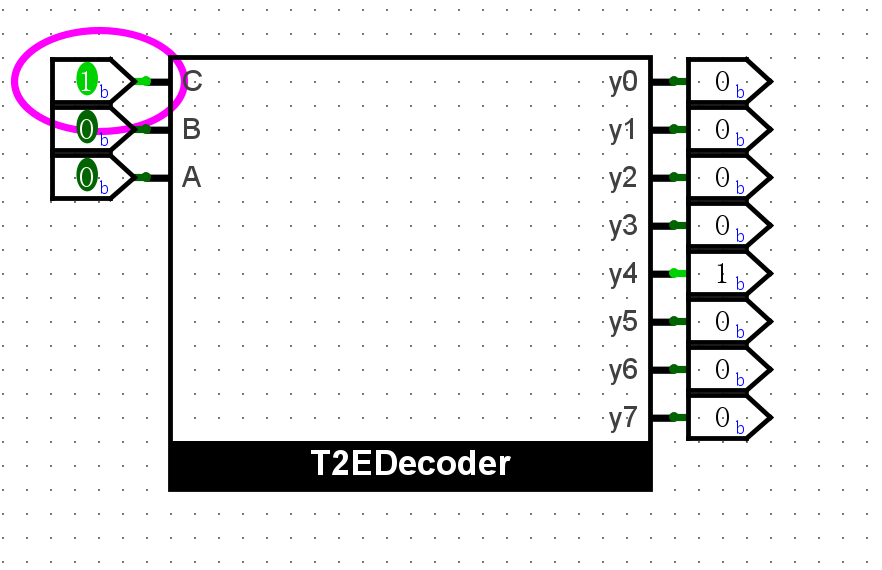 1 b C y0 0 b
0 b B y1 0 b
0 b A y2 0 b
y3 0 b
y4 1 b
y5 0 b
y6 0 b
y7 0 b
T2EDecoder